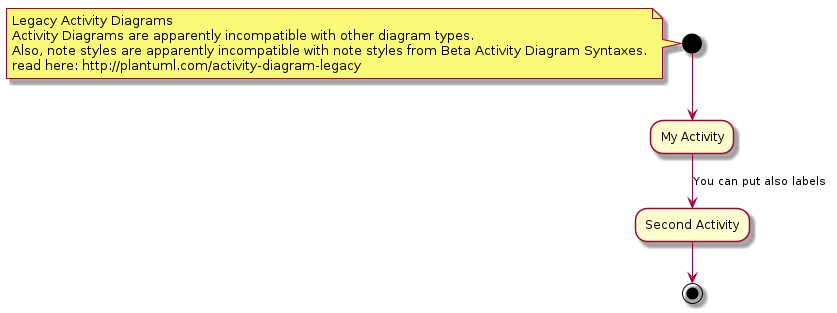 Legacy Activity Diagrams
Activity Diagrams are apparently incompatible with other diagram types.
Also, note styles are apparently incompatible with note styles from Beta Activity Diagram Syntaxes.
read here: http://plantuml.com/activity-diagram-legacy
My Activity
You can put also labels
Second Activity